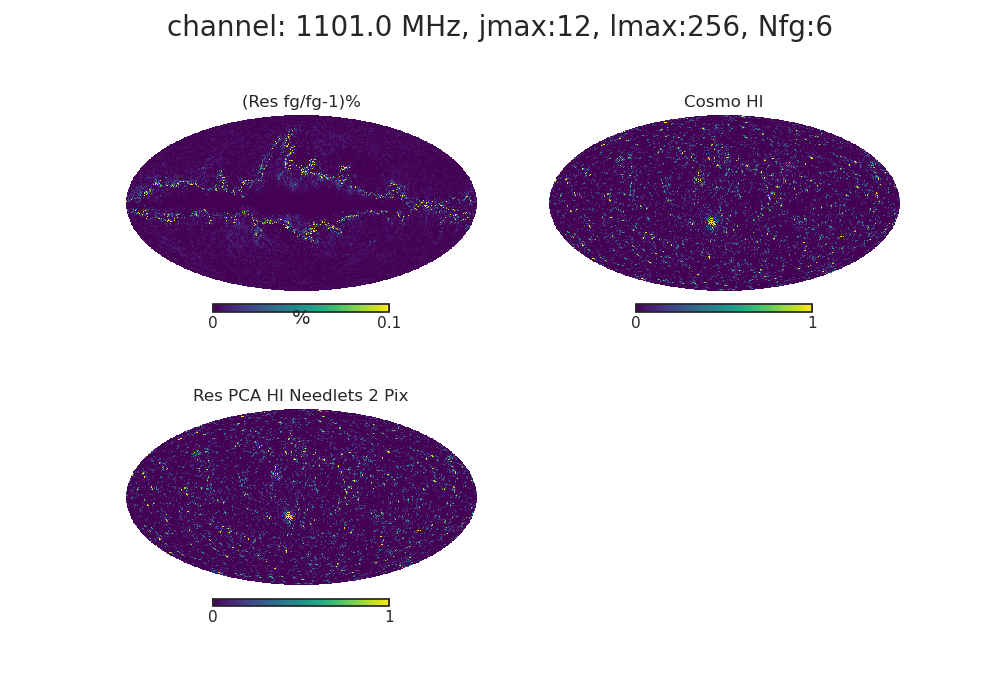 channel: 1101.0 MHz, jmax:12, lmax:256, Nfg:6
(Res fg/fg-1)%
Cosmo HI
0
%
0.1
0
1
Res PCA HI Needlets 2 Pix
0
1